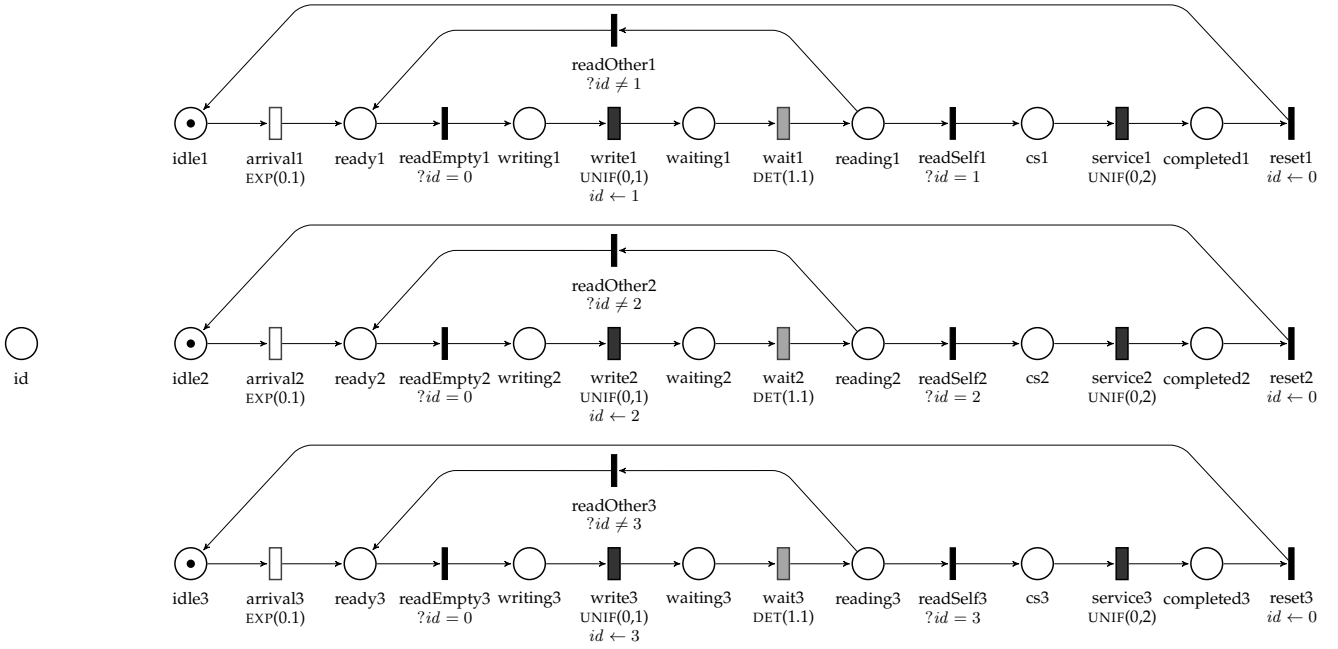 readOther1
?id ≠ 1
idle1 arrival1 ready1 readEmpty1 writing1 write1 waiting1 wait1 reading1 readSelf1 cs1 service1 completed1 reset1
EXP(0.1) ?id = 0 UNIF(0,1) DET(1.1) ?id = 1 UNIF(0,2) id ← 0
id ← 1
readOther2
?id ≠ 2
id idle2 arrival2 ready2 readEmpty2 writing2 write2 waiting2 wait2 reading2 readSelf2 cs2 service2 completed2 reset2
EXP(0.1) ?id = 0 UNIF(0,1) DET(1.1) ?id = 2 UNIF(0,2) id ← 0
id ← 2
readOther3
?id ≠ 3
idle3 arrival3 ready3 readEmpty3 writing3 write3 waiting3 wait3 reading3 readSelf3 cs3 service3 completed3 reset3
EXP(0.1) ?id = 0 UNIF(0,1) DET(1.1) ?id = 3 UNIF(0,2) id ← 0
id ← 3